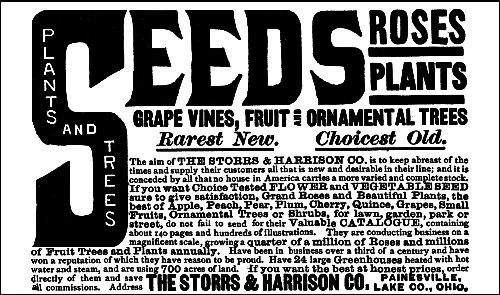 SEEDS
PLANTS
AND
TREES
ROSES
PLANTS
GRAPE VINES, FRUIT AND ORNAMENTAL TREES
Rarest New. Choicest Old.
The aim of THE STORRS & HARRISON CO. is to keep abreast of the
times and supply their customers all that is new and desirable in their line; and it is
conceded by all that no house in America carries a more varied and complete stock.
If you want Choice Tested FLOWER and VEGETABLE SEED
sure to give satisfaction, Grand Roses and Beautiful Plants, the
best of Apple, Peach, Pear, Plum, Cherry, Quince, Grapes, Small
Fruits, Ornamental Trees or Shrubs, for lawn, garden, park or
street, do not fail to send for their Valuable CATALOGUE, containing
about 140 pages and hundreds of illustrations. They are conducting business on a
magnificent scale, growing a quarter of a million of Roses and millions
of Fruit Trees and Plants annually. Have been in business over a third of a century and have
won a reputation of which they have reason to be proud. Have 24 large Greenhouses heated with hot
water and steam, and are using 700 acres of land. If you want the best at honest prices, order
directly of them and save all commissions. Address THE STORRS & HARRISON CO. PAINESVILLE,
LAKE CO., OHIO.